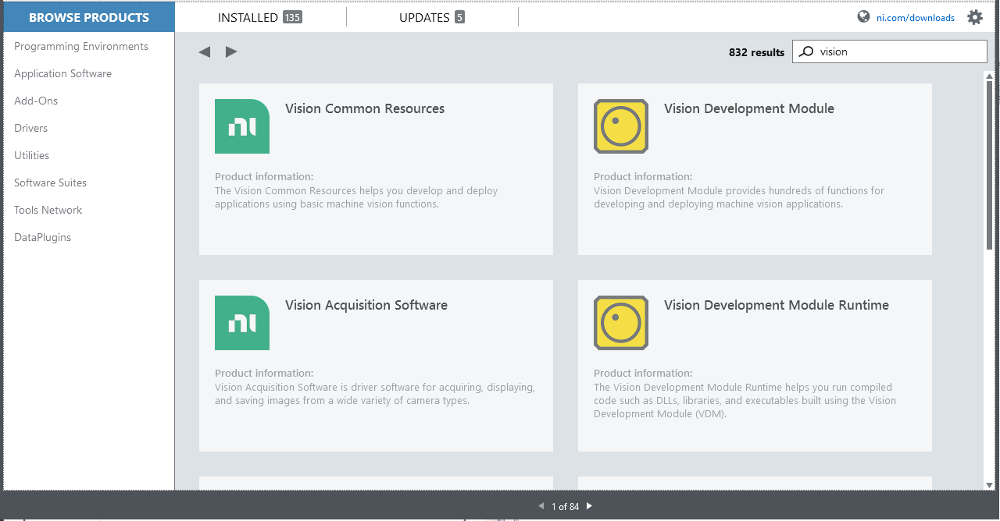 BROWSE PRODUCTS
INSTALLED 135
UPDATES 5
ni.com/downloads
Programming Environments
Application Software
Add-Ons
Drivers
Utilities
Software Suites
Tools Network
DataPlugins
832 results
vision
ni
Vision Common Resources
Product information:
The Vision Common Resources helps you develop and deploy
applications using basic machine vision functions.
Vision Development Module
Product information:
Vision Development Module provides hundreds of functions for
developing and deploying machine vision applications.
ni
Vision Acquisition Software
Product information:
Vision Acquisition Software is driver software for acquiring, displaying,
and saving images from a wide variety of camera types.
Vision Development Module Runtime
Product information:
The Vision Development Module Runtime helps you run compiled
code such as DLLs, libraries, and executables built using the Vision
Development Module (VDM).
1 of 84